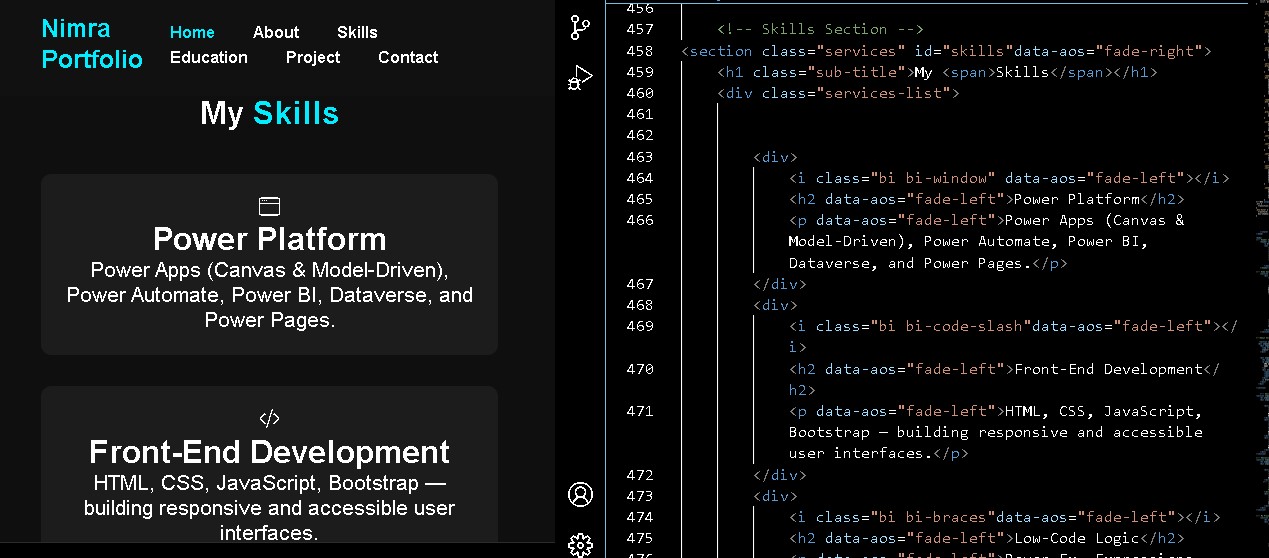 Nimra
Portfolio
Home About Skills
Education Project Contact
My Skills
Power Platform
Power Apps (Canvas & Model-Driven),
Power Automate, Power BI, Dataverse, and
Power Pages.
Front-End Development
HTML, CSS, JavaScript, Bootstrap —
building responsive and accessible user
interfaces.
456
457 <!-- Skills Section -->
458 <section class="services" id="skills"data-aos="fade-right">
459 <h1 class="sub-title">My <span>Skills</span></h1>
460 <div class="services-list">
461
462
463 <div>
464 <i class="bi bi-window" data-aos="fade-left"></i>
465 <h2 data-aos="fade-left">Power Platform</h2>
466 <p data-aos="fade-left">Power Apps (Canvas &
Model-Driven), Power Automate, Power BI,
Dataverse, and Power Pages.</p>
467 </div>
468 <div>
469 <i class="bi bi-code-slash"data-aos="fade-left"></
i>
470 <h2 data-aos="fade-left">Front-End Development</
h2>
471 <p data-aos="fade-left">HTML, CSS, JavaScript,
Bootstrap — building responsive and accessible
user interfaces.</p>
472 </div>
473 <div>
474 <i class="bi bi-braces"data-aos="fade-left"></i>
475 <h2 data-aos="fade-left">Low-Code Logic</h2>